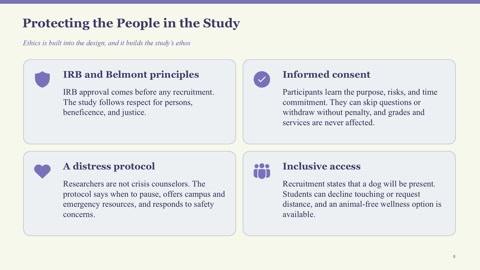 Protecting the People in the Study
Ethics is built into the design, and it builds the study's ethos
IRB and Belmont principles
IRB approval comes before any recruitment.
The study follows respect for persons,
beneficence, and justice.
Informed consent
Participants learn the purpose, risks, and time
commitment. They can skip questions or
withdraw without penalty, and grades and
services are never affected.
A distress protocol
Researchers are not crisis counselors. The
protocol says when to pause, offers campus and
emergency resources, and responds to safety
concerns.
Inclusive access
Recruitment states that a dog will be present.
Students can decline touching or request
distance, and an animal-free wellness option is
available.